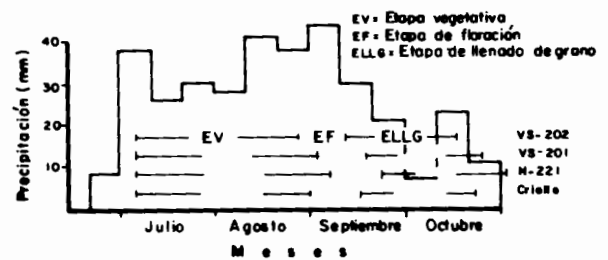 EV = Etapa vegetativa
EF = Etapa de floración
ELLG = Etapa de llenado de grano
Precipitación (mm)
40
30
20
10
EV EF ELLG VS-202
VS-201
H-221
Criollo
Julio Agosto Septiembre Octubre
Meses